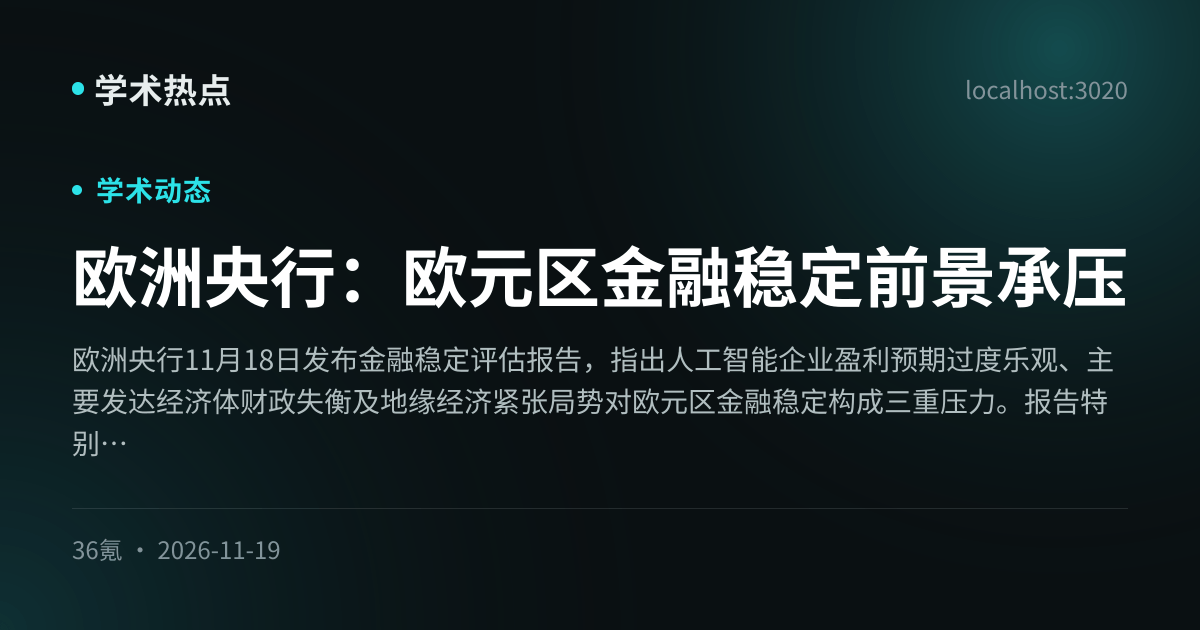 学术热点
localhost:3020
学术动态
欧洲央行：欧元区金融稳定前景承压
欧洲央行11月18日发布金融稳定评估报告，指出人工智能企业盈利预期过度乐观、主
要发达经济体财政失衡及地缘经济紧张局势对欧元区金融稳定构成三重压力。报告特
别…
36氪 · 2026-11-19